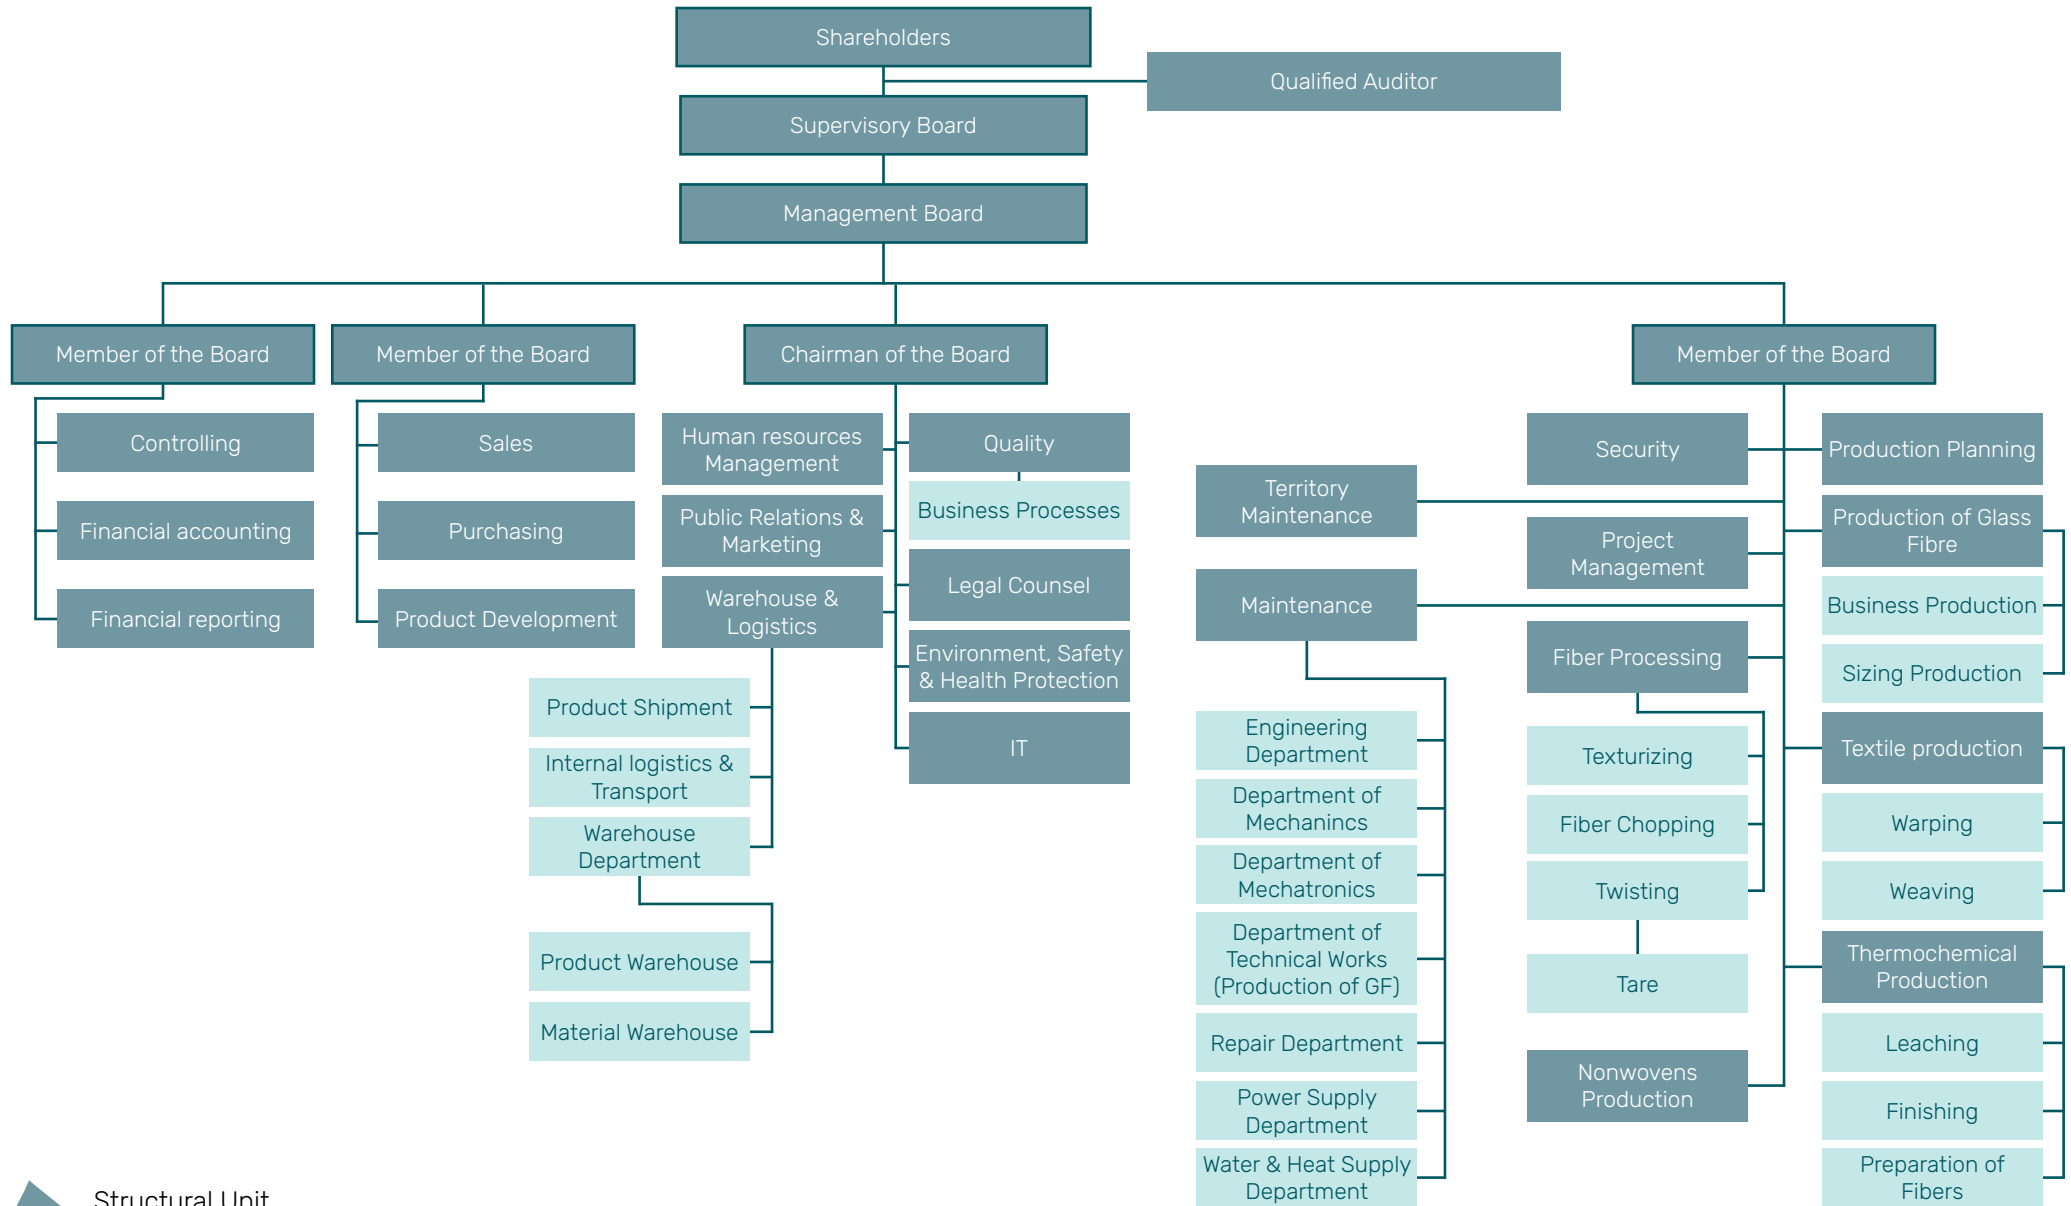 Shareholders
Qualified Auditor
Supervisory Board
Management Board
Member of the Board
Member of the Board
Chairman of the Board
Member of the Board
Controlling
Financial accounting
Financial reporting
Sales
Purchasing
Product Development
Human resources
Management
Public Relations &
Marketing
Warehouse &
Logistics
Product Shipment
Internal logistics &
Transport
Warehouse
Department
Product Warehouse
Material Warehouse
Quality
Business Processes
Legal Counsel
Environment, Safety
& Health Protection
IT
Territory
Maintenance
Maintenance
Engineering
Department
Department of
Mechanincs
Department of
Mechatronics
Department of
Technical Works
(Production of GF)
Repair Department
Power Supply
Department
Water & Heat Supply
Department
Security
Project
Management
Fiber Processing
Texturizing
Fiber Chopping
Twisting
Tare
Nonwovens
Production
Production Planning
Production of Glass
Fibre
Business Production
Sizing Production
Textile production
Warping
Weaving
Thermochemical
Production
Leaching
Finishing
Preparation of
Fibers
Structural Unit